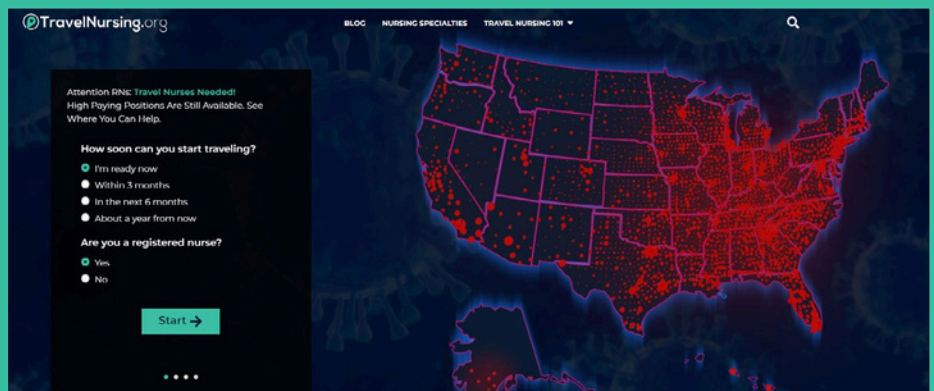 TravelNursing.org
BLOG NURSING SPECIALTIES TRAVEL NURSING 101
Attention RNs: Travel Nurses Needed!
High Paying Positions Are Still Available. See
Where You Can Help.
How soon can you start traveling?
I'm ready now
Within 3 months
In the next 6 months
About a year from now
Are you a registered nurse?
Yes
No
Start